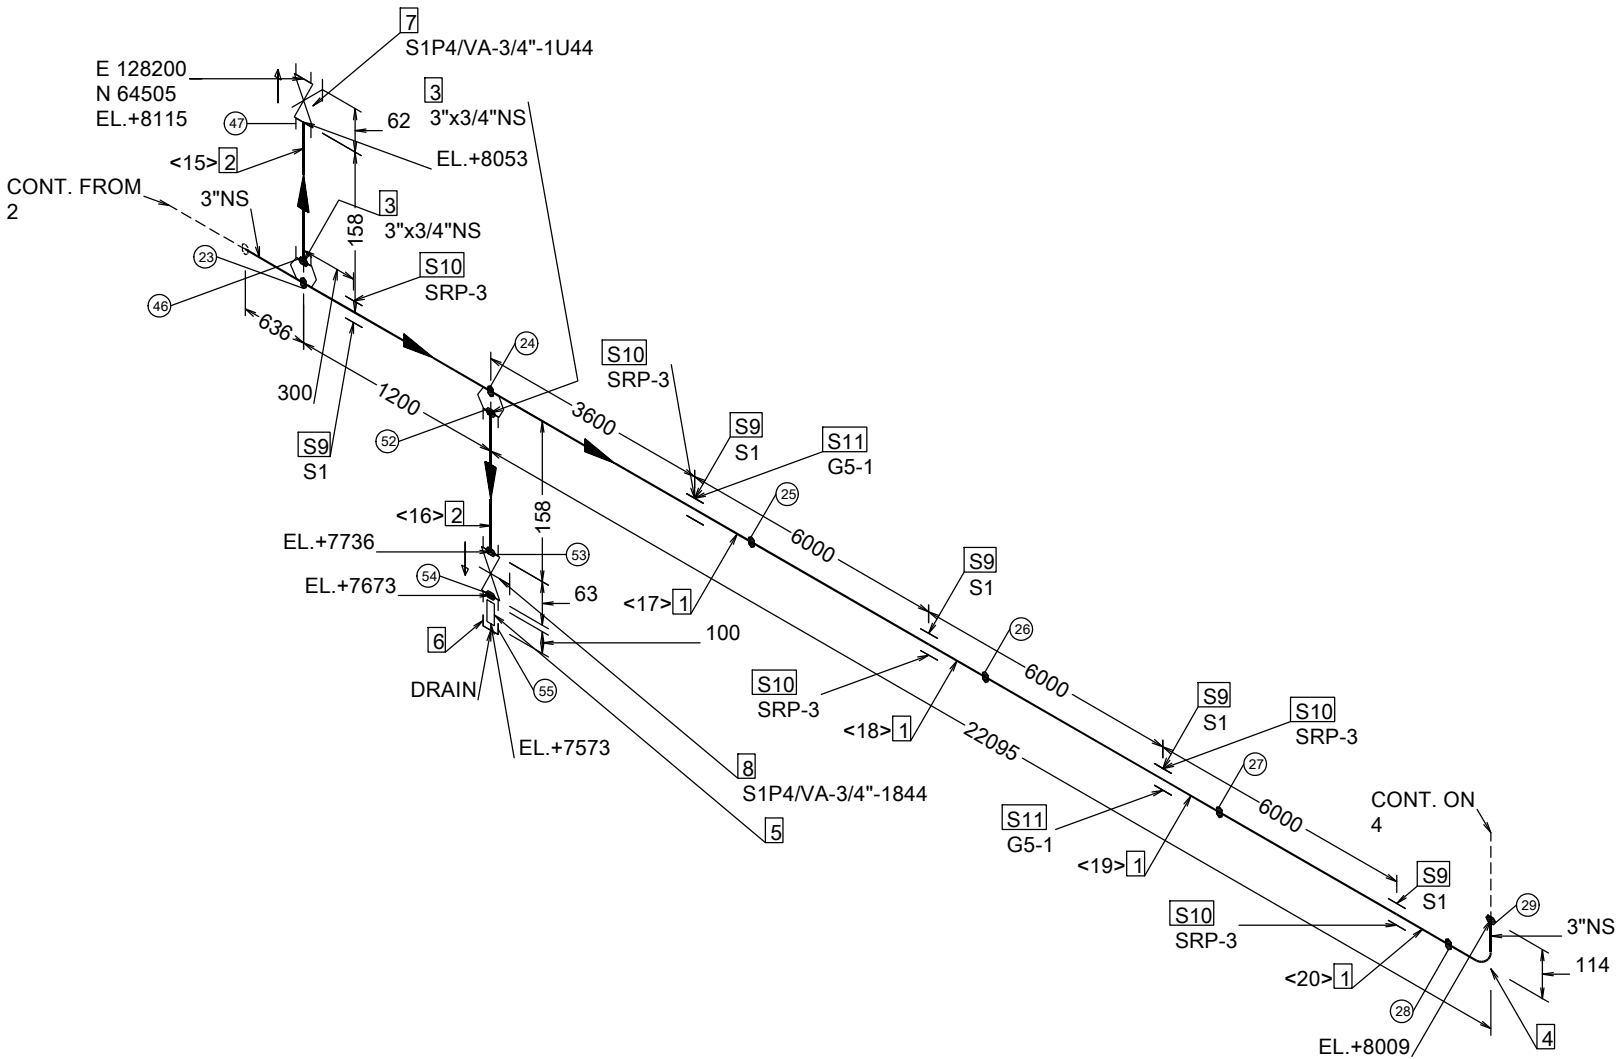 7
S1P4/VA-3/4"-1U44
E 128200
N 64505
EL.+8115
3
3"x3/4"NS
47
62
EL.+8053
<15> 2
CONT. FROM
2
3"NS
3
3"x3/4"NS
158
23
S10
SRP-3
46
636
24
S10
SRP-3
300
1200
3600
S9
S1
S9
S1
52
S11
G5-1
25
<16> 2
158
6000
EL.+7736
53
S9
S1
54
EL.+7673
63
<17> 1
26
6
100
6000
DRAIN
55
S10
SRP-3
S9
S1
S10
SRP-3
<18> 1
22095
EL.+7573
8
S1P4/VA-3/4"-1844
27
CONT. ON
4
5
S11
G5-1
6000
<19> 1
S9
S1
29
S10
SRP-3
3"NS
114
<20> 1
28
4
EL.+8009